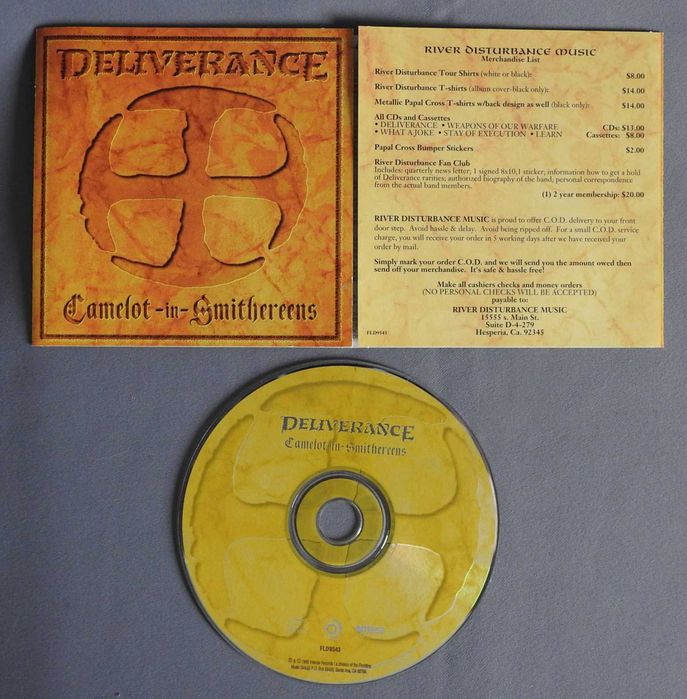 DELIVERANCE
Camelot-in-Smithereens
RIVER DISTURBANCE MUSIC
Merchandise List
River Disturbance Tour Shirts (white or black): $8.00
River Disturbance T-shirts (album cover-black only): $14.00
Metallic Papal Cross T-shirts w/back design as well (black only): $14.00
All CDs and Cassettes
• DELIVERANCE • WEAPONS OF OUR WARFARE CDs: $13.00
• WHAT A JOKE • STAY OF EXECUTION • LEARN Cassettes: $8.00
Papal Cross Bumper Stickers $2.00
River Disturbance Fan Club
Includes: quarterly news letter; 1 signed 8x10;1 sticker; information how to get a hold
of Deliverance rarities; authorized biography of the band; personal correspondence
from the actual band members.
(1) 2 year membership: $20.00
RIVER DISTURBANCE MUSIC is proud to offer C.O.D. delivery to your front
door step. Avoid hassle & delay. Avoid being ripped off. For a small C.O.D. service
charge, you will receive your order in 5 working days after we have received your
order by mail.
Simply mark your order C.O.D. and we will send you the amount owed then
send off your merchandise. It's safe & hassle free!
Make all cashiers checks and money orders
(NO PERSONAL CHECKS WILL BE ACCEPTED)
payable to:
RIVER DISTURBANCE MUSIC
15555 s. Main St.
Suite D-4-279
Hesperia, Ca. 92345
FLD9543
DELIVERANCE
Camelot-in-Smithereens
FLD9543